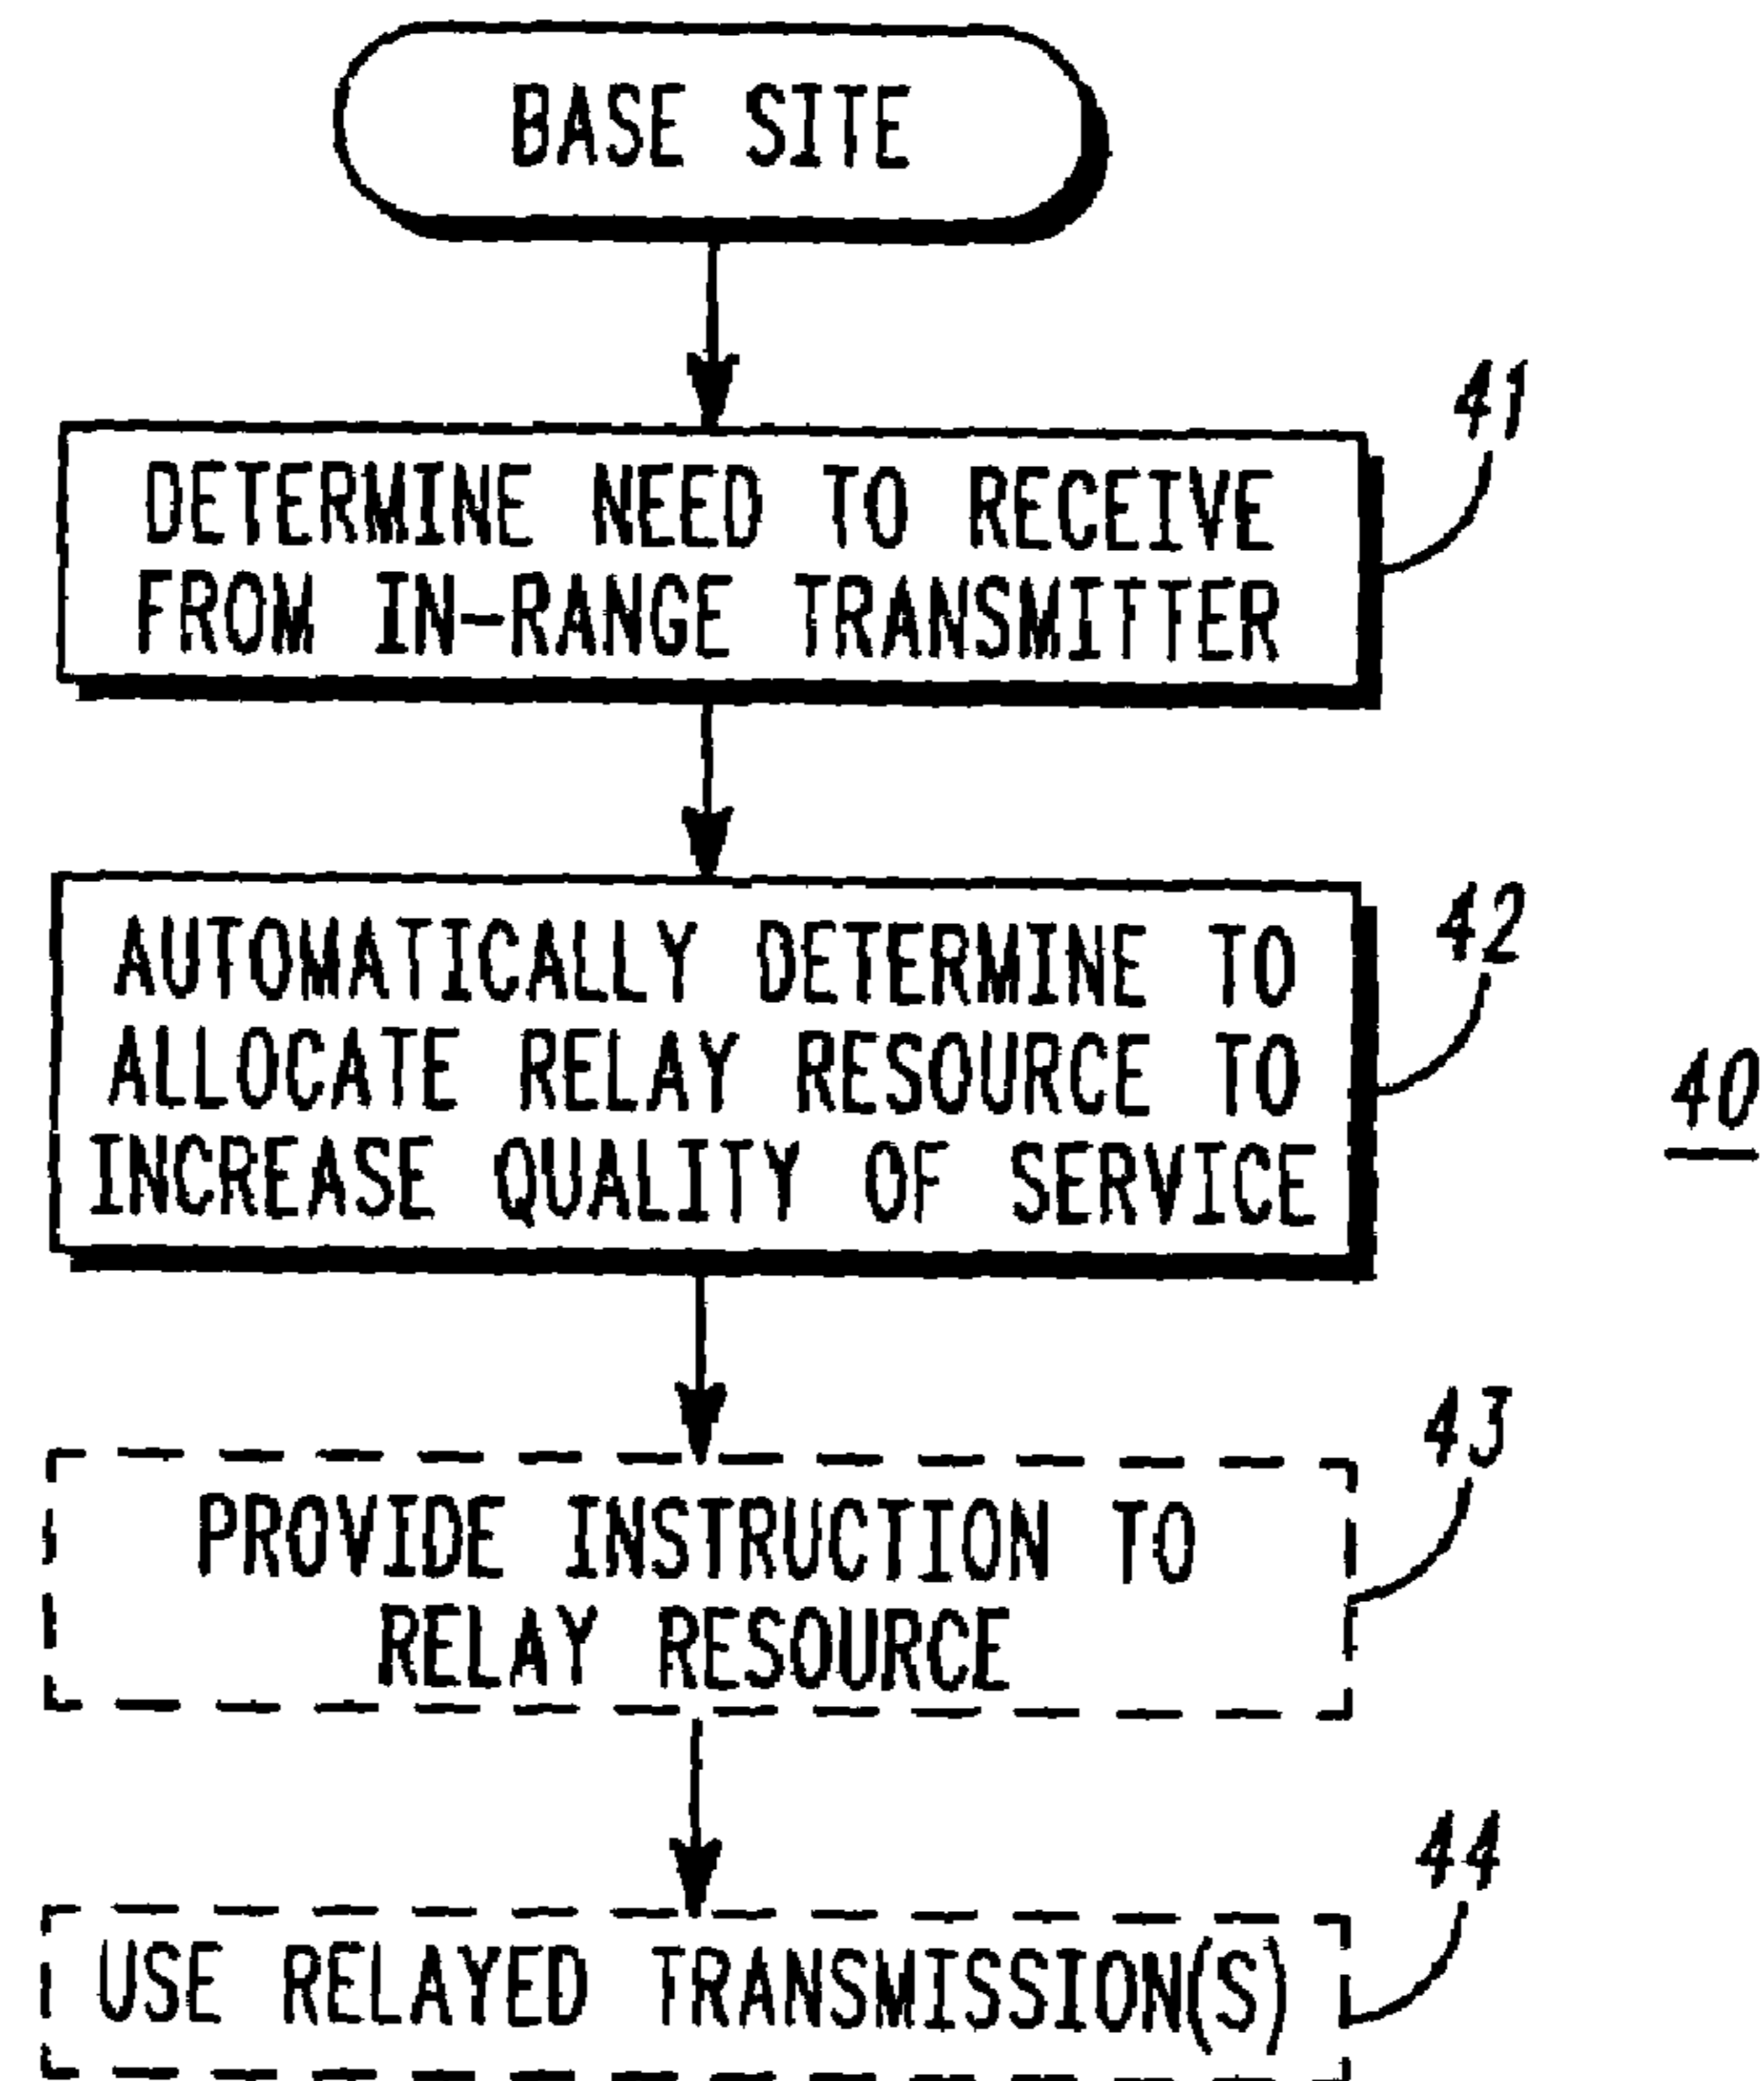 BASE SITE
41
DETERMINE NEED TO RECEIVE
FROM IN-RANGE TRANSMITTER
42
AUTOMATICALLY DETERMINE TO
ALLOCATE RELAY RESOURCE TO
INCREASE QUALITY OF SERVICE
40
43
PROVIDE INSTRUCTION TO
RELAY RESOURCE
44
USE RELAYED TRANSMISSION(S)